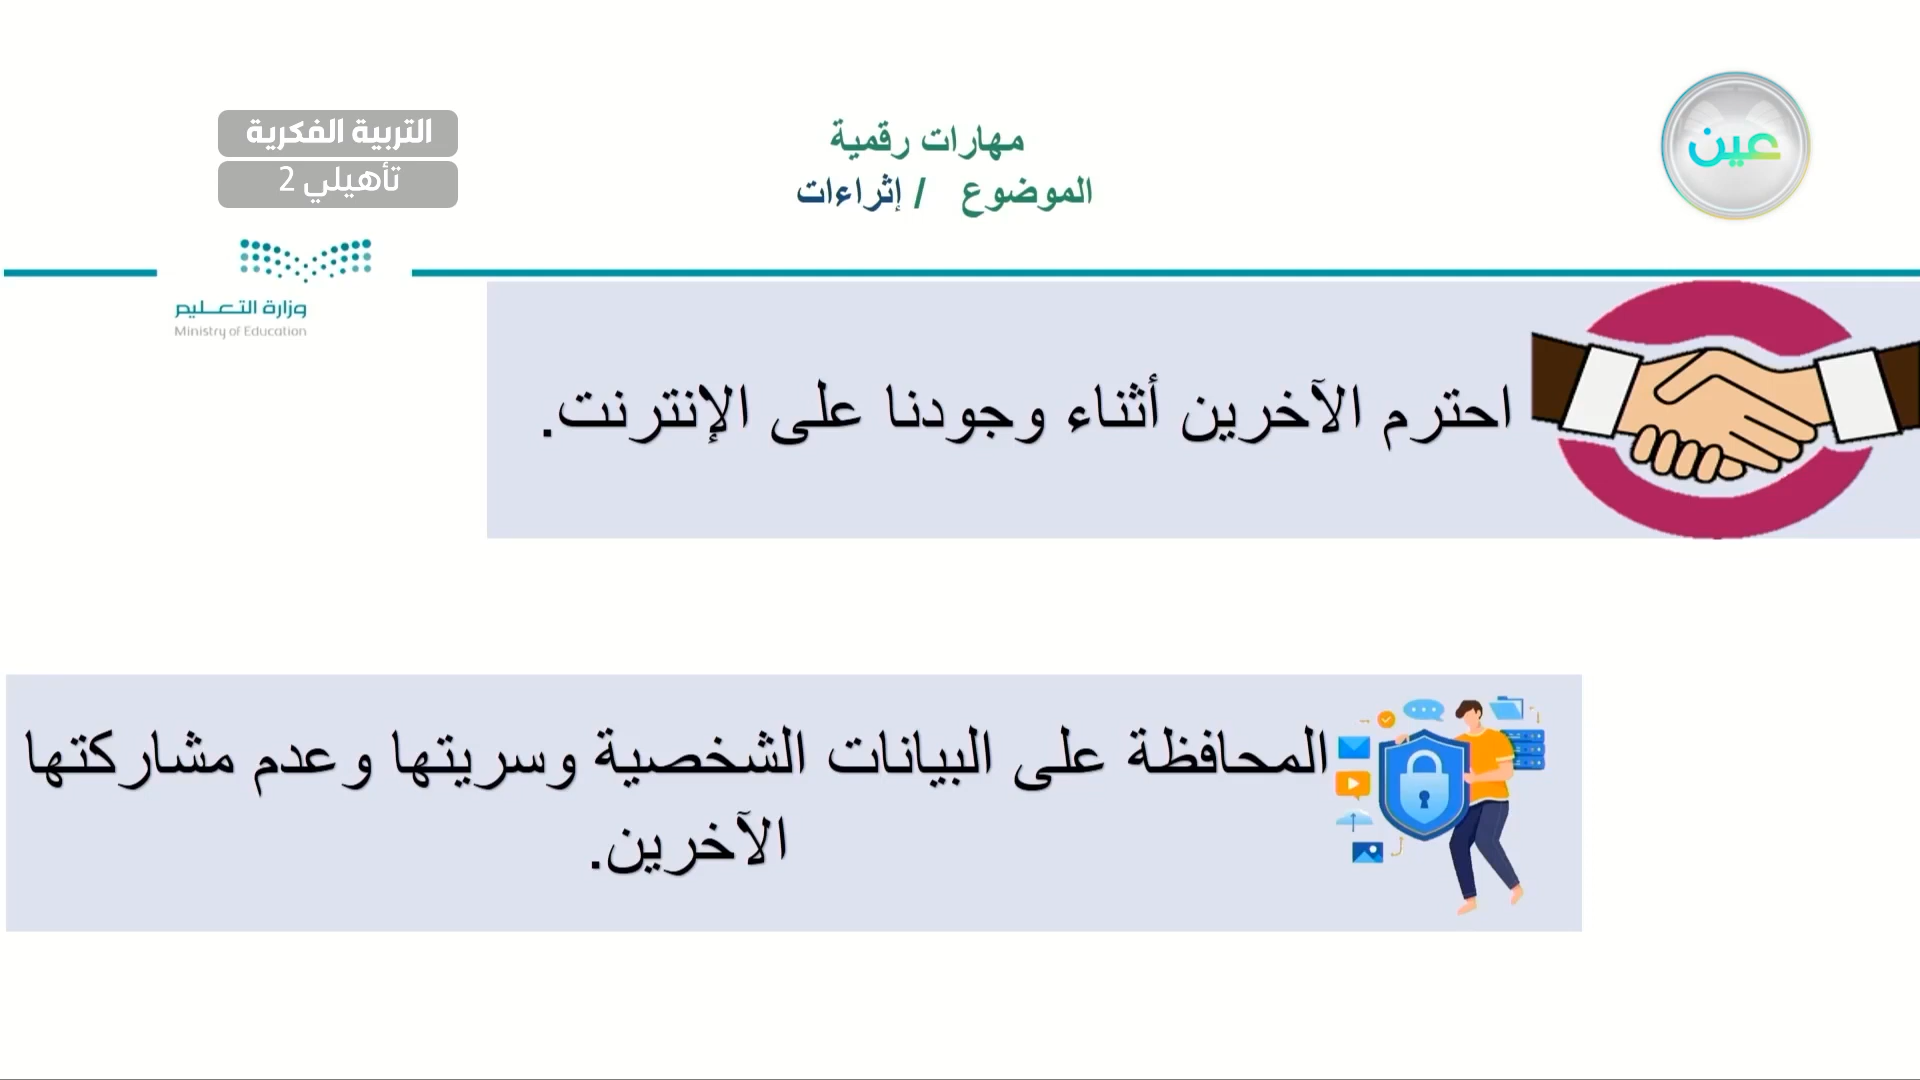 التربية الفكرية
تأهيلي 2
مهارات رقمية
الموضوع / إثراءات
عين
وزارة التعليم
Ministry of Education
احترم الآخرين أثناء وجودنا على الإنترنت.
المحافظة على البيانات الشخصية وسريتها وعدم مشاركتها
الآخرين.